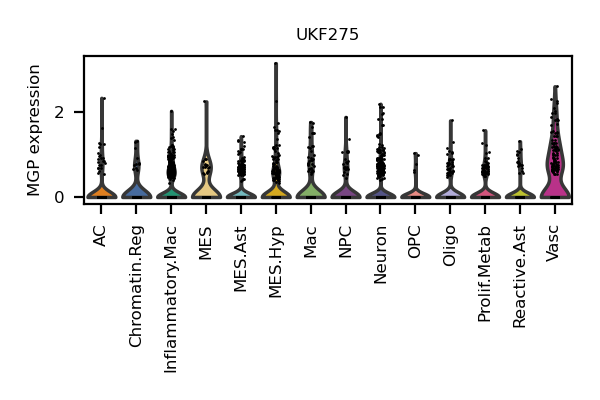 UKF275
MGP expression
2
0
AC
Chromatin.Reg
Inflammatory.Mac
MES
MES.Ast
MES.Hyp
Mac
NPC
Neuron
OPC
Oligo
Prolif.Metab
Reactive.Ast
Vasc